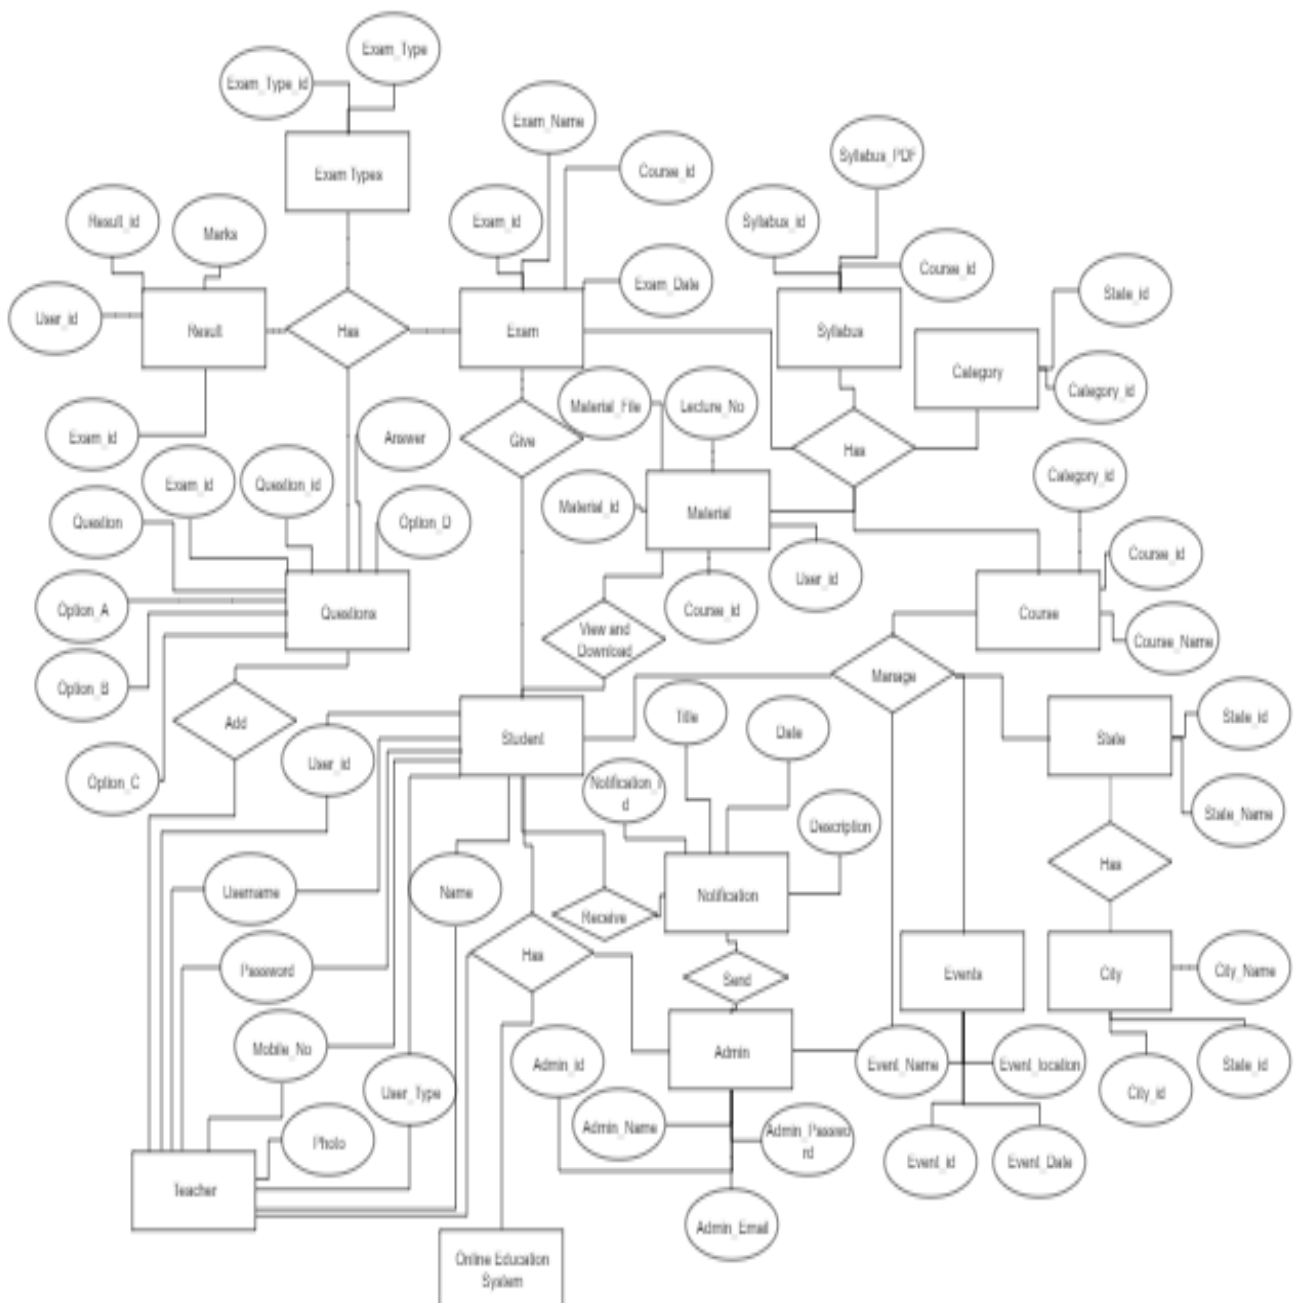 Exam_Type
Exam_Type_id
Exam_Name
Exam Types
Course_id
Syllabus_PDF
Result_id
Marks
Exam_id
Syllabus_id
Course_id
User_id
Result
Has
Exam
Exam_Date
Syllabus
State_id
Category
Category_id
Exam_id
Answer
Give
Material_File
Lecture_No
Has
Exam_id
Question_id
Category_id
Question
Option_D
Material_id
Material
Course_id
User_id
Option_A
Questions
Course_id
Course
View and
Download
Course_Name
Option_B
Manage
Add
Title
State_id
Student
Date
State
User_id
Option_C
Notification_i
d
State_Name
Description
Has
Username
Name
Notification
Receive
Has
Password
Send
Events
City
City_Name
Mobile_No
Admin_id
Admin
Event_Name
Event_location
State_id
User_Type
City_id
Photo
Admin_Name
Admin_Passwo
rd
Event_id
Event_Date
Teacher
Admin_Email
Online Education
System